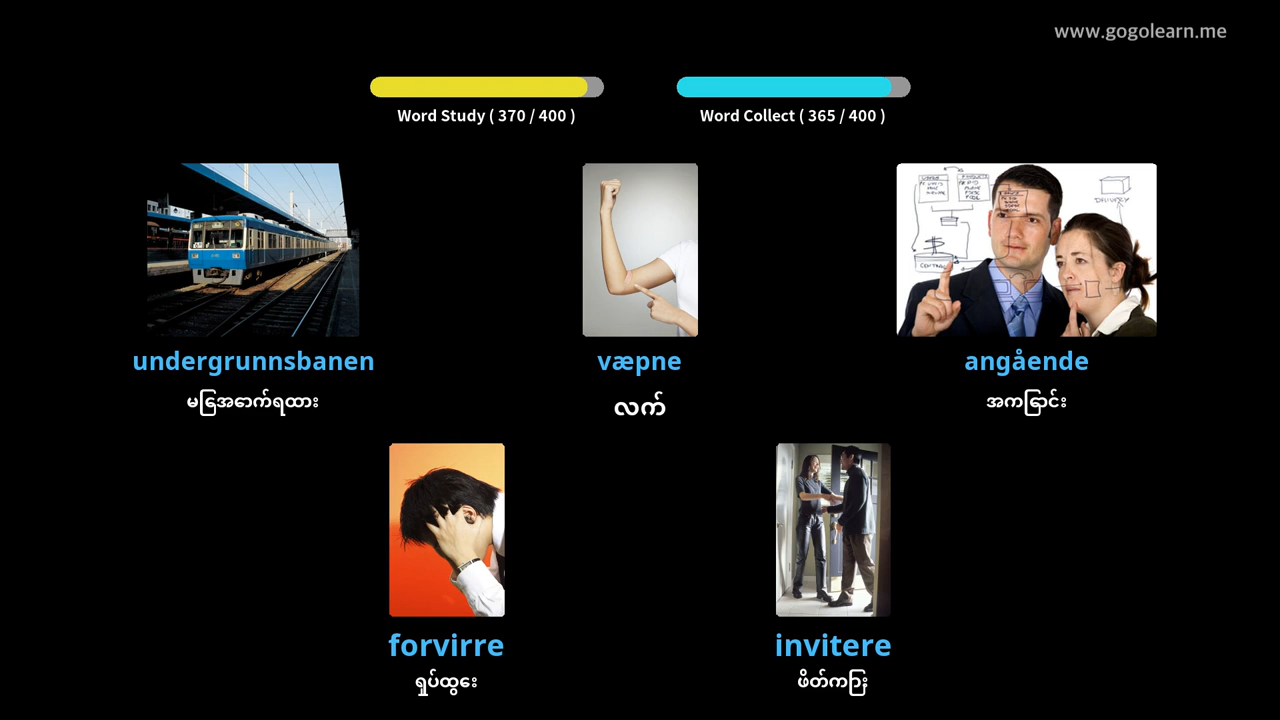 www.gogolearn.me
Word Study ( 370 / 400 )
Word Collect ( 365 / 400 )
undergrunnsbanen
væpne
angående
မြေအောက်ရထား
လက်
အကြောင်း
forvirre
invitere
ရှုပ်ထွေး
ဖိတ်ကြား